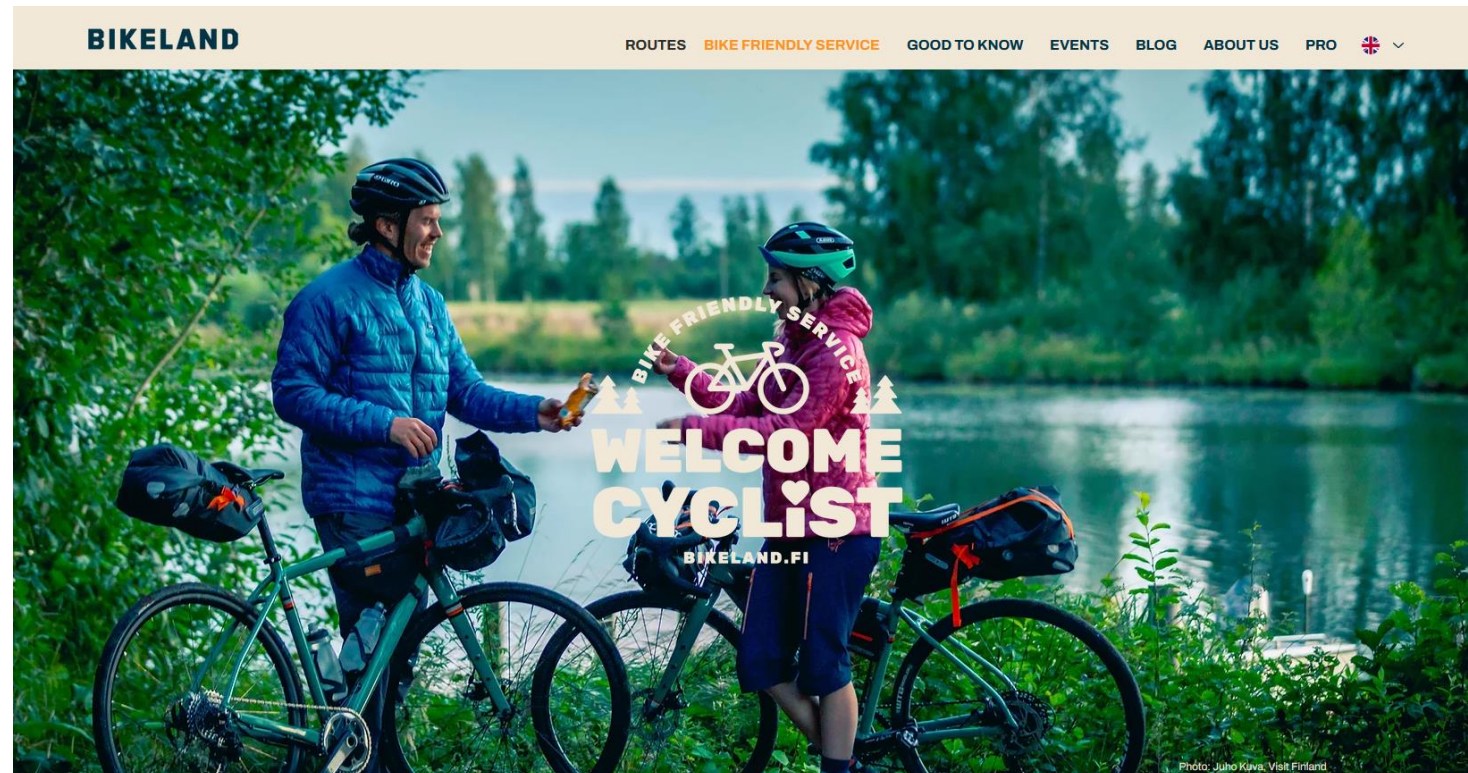 BIKELAND
ROUTES BIKE FRIENDLY SERVICE GOOD TO KNOW EVENTS BLOG ABOUT US PRO
BIKE FRIENDLY SERVICE
WELCOME
CYCLiST
BIKELAND.FI
Photo: Juho Kuva, Visit Finland